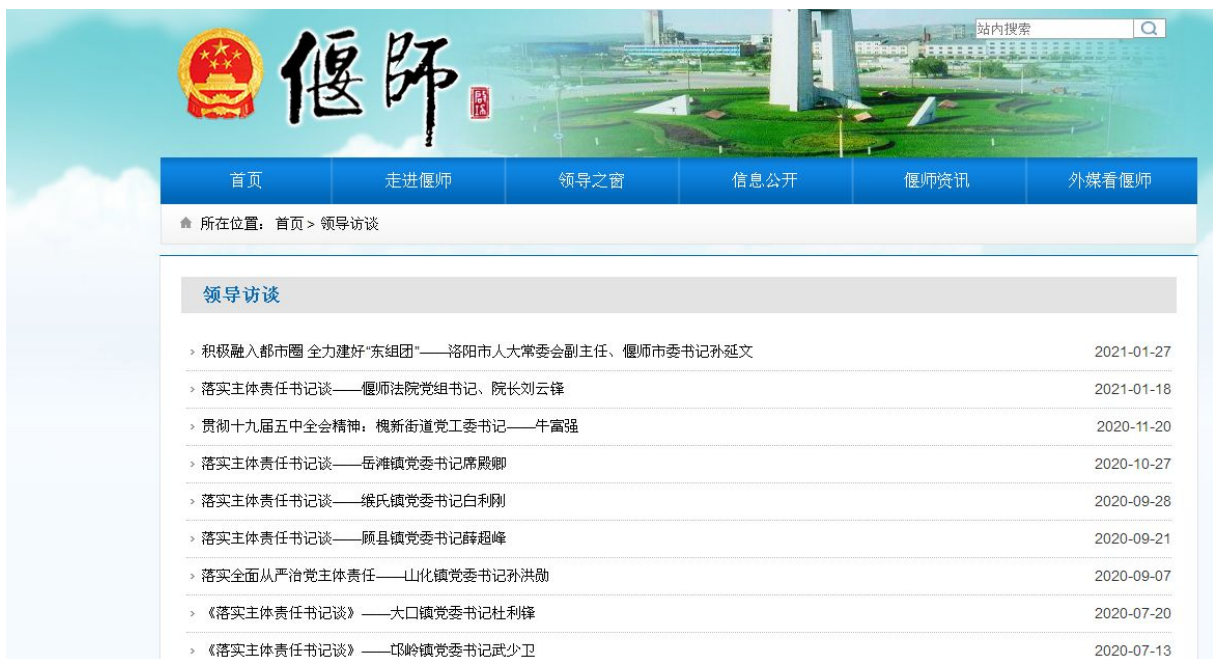 偃師
站内搜索
首页 走进偃师 领导之窗 信息公开 偃师资讯 外媒看偃师
所在位置： 首页 > 领导访谈
领导访谈
积极融入都市圈 全力建好“东组团”——洛阳市人大常委会副主任、偃师市委书记孙延文 2021-01-27
落实主体责任书记谈——偃师法院党组书记、院长刘云锋 2021-01-18
贯彻十九届五中全会精神：槐新街道党工委书记——牛富强 2020-11-20
落实主体责任书记谈——岳滩镇党委书记席殿卿 2020-10-27
落实主体责任书记谈——缑氏镇党委书记白利刚 2020-09-28
落实主体责任书记谈——顾县镇党委书记薛超峰 2020-09-21
落实全面从严治党主体责任——山化镇党委书记孙洪勋 2020-09-07
《落实主体责任书记谈》——大口镇党委书记杜利锋 2020-07-20
《落实主体责任书记谈》——邙岭镇党委书记武少卫 2020-07-13